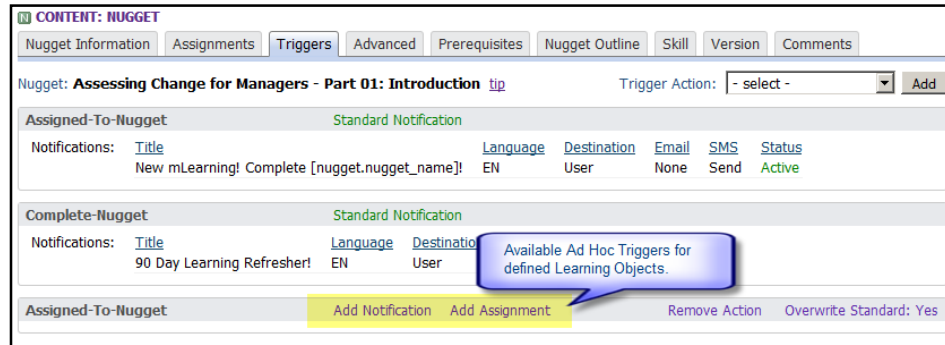 N CONTENT: NUGGET
Nugget Information Assignments Triggers Advanced Prerequisites Nugget Outline Skill Version Comments
Nugget: Assessing Change for Managers - Part 01: Introduction tip Trigger Action: - select - Add
Assigned-To-Nugget Standard Notification
Notifications: Title Language Destination Email SMS Status
New mLearning! Complete [nugget.nugget_name]! EN User None Send Active
Complete-Nugget Standard Notification
Notifications: Title Language Destinatio
90 Day Learning Refresher! EN User
Available Ad Hoc Triggers for
defined Learning Objects.
Assigned-To-Nugget Add Notification Add Assignment Remove Action Overwrite Standard: Yes